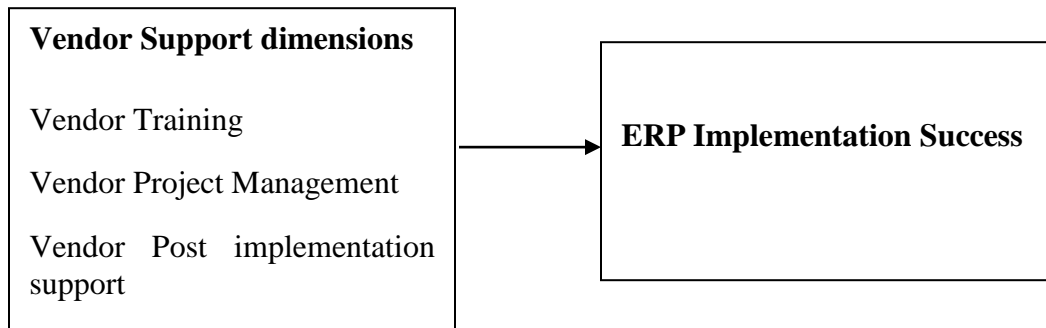 Vendor Support dimensions
Vendor Training
Vendor Project Management
Vendor Post implementation
support
ERP Implementation Success